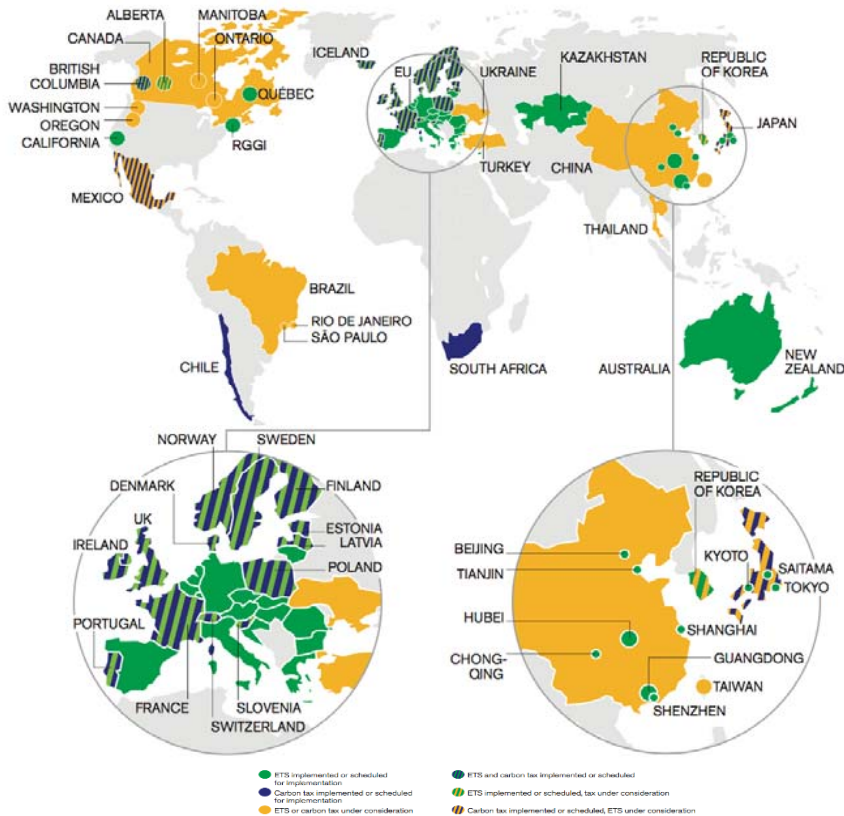 ALBERTA
MANITOBA
CANADA
ONTARIO
BRITISH
COLUMBIA
QUÉBEC
WASHINGTON
OREGON
CALIFORNIA
RGGI
MEXICO
ICELAND
EU
UKRAINE
KAZAKHSTAN
REPUBLIC
OF KOREA
JAPAN
TURKEY
CHINA
THAILAND
BRAZIL
RIO DE JANEIRO
SÃO PAULO
CHILE
SOUTH AFRICA
AUSTRALIA
NEW
ZEALAND
NORWAY
SWEDEN
DENMARK
FINLAND
UK
ESTONIA
IRELAND
LATVIA
POLAND
PORTUGAL
FRANCE
SLOVENIA
SWITZERLAND
REPUBLIC
OF KOREA
BEIJING
KYOTO
SAITAMA
TIANJIN
TOKYO
HUBEI
SHANGHAI
CHONG-
QING
GUANGDONG
TAIWAN
SHENZHEN
ETS implemented or scheduled
for implementation
Carbon tax implemented or scheduled
for implementation
ETS or carbon tax under consideration
ETS and carbon tax implemented or scheduled
ETS implemented or scheduled, tax under consideration
Carbon tax implemented or scheduled, ETS under consideration